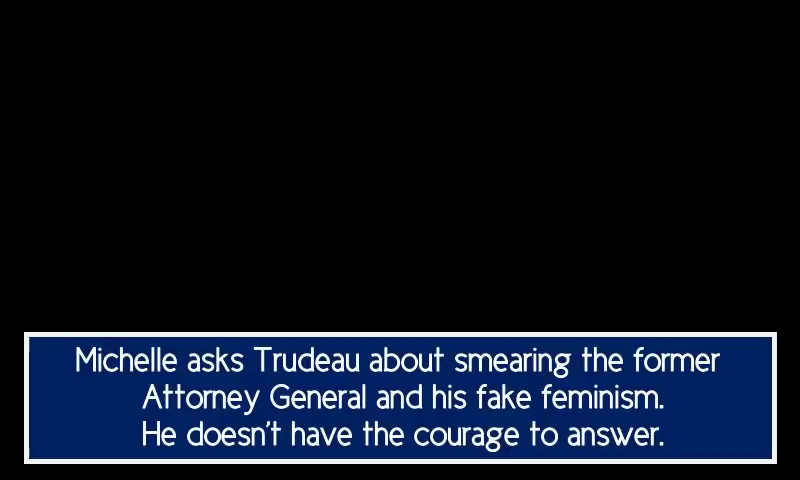 Michelle asks Trudeau about smearing the former
Attorney General and his fake feminism.
He doesn't have the courage to answer.